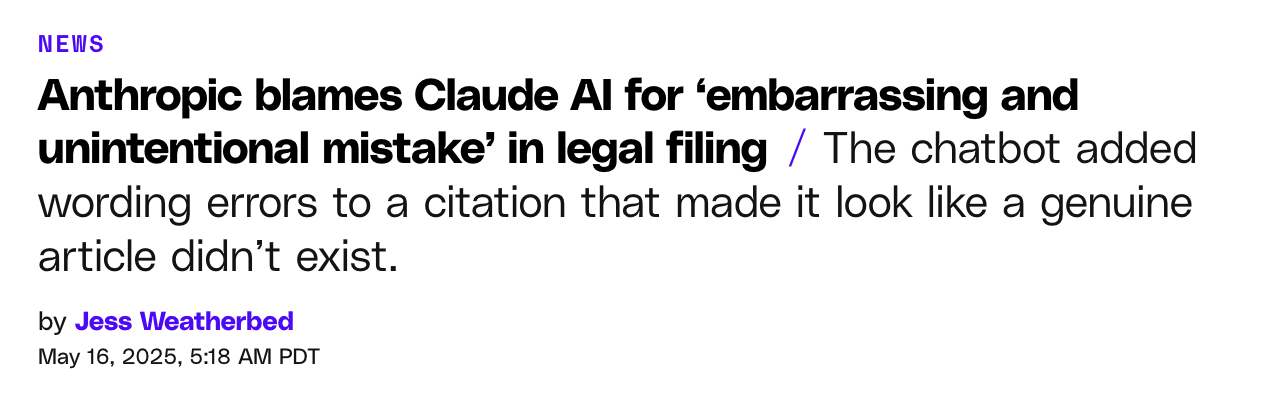 NEWS
Anthropic blames Claude AI for ‘embarrassing and
unintentional mistake’ in legal filing / The chatbot added
wording errors to a citation that made it look like a genuine
article didn’t exist.
by Jess Weatherbed
May 16, 2025, 5:18 AM PDT